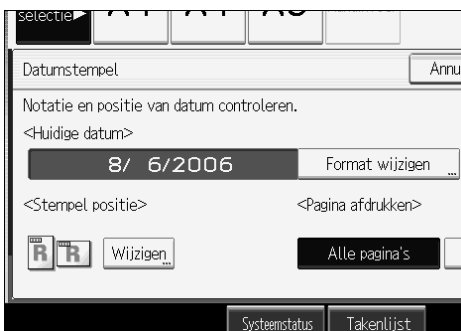 selectie►
Datumstempel Annu
Notatie en positie van datum controleren.
<Huidige datum>
8/ 6/2006 Format wijzigen
<Stempel positie> <Pagina afdrukken>
R R Wijzigen Alle pagina's
Systeemstatus Takenlijst